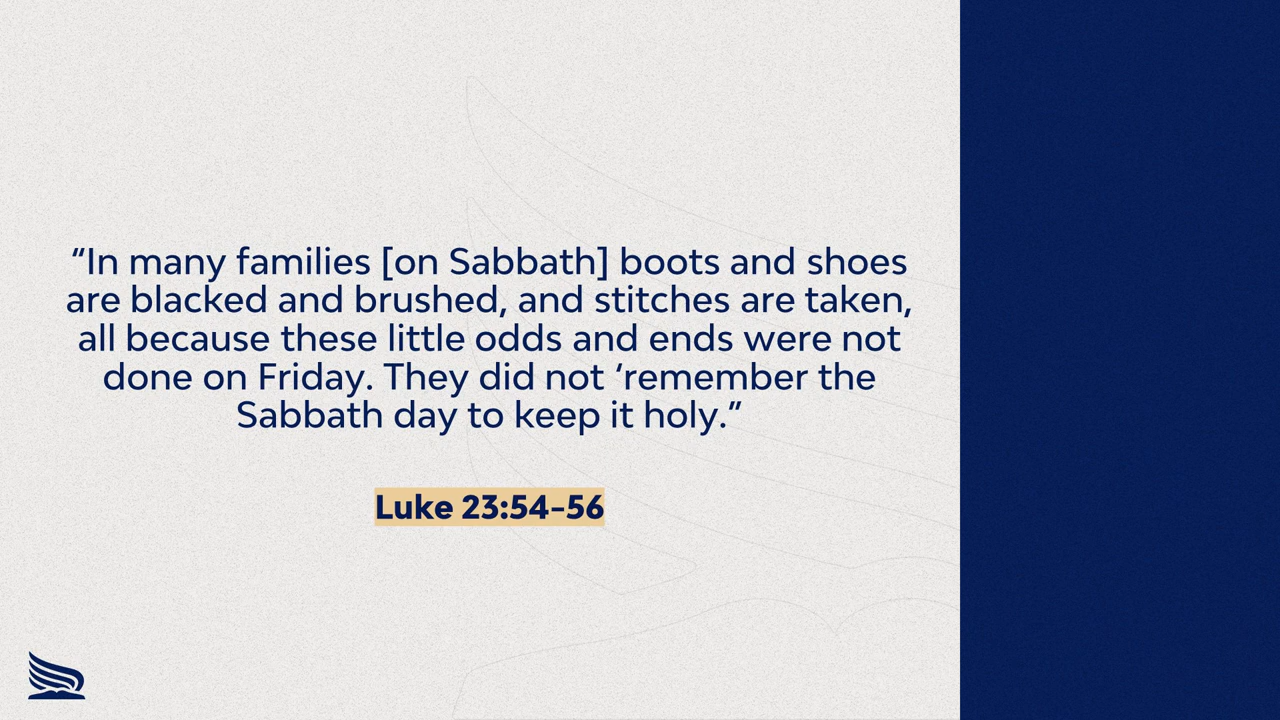 “In many families [on Sabbath] boots and shoes
are blacked and brushed, and stitches are taken,
all because these little odds and ends were not
done on Friday. They did not ‘remember the
Sabbath day to keep it holy.”
Luke 23:54-56